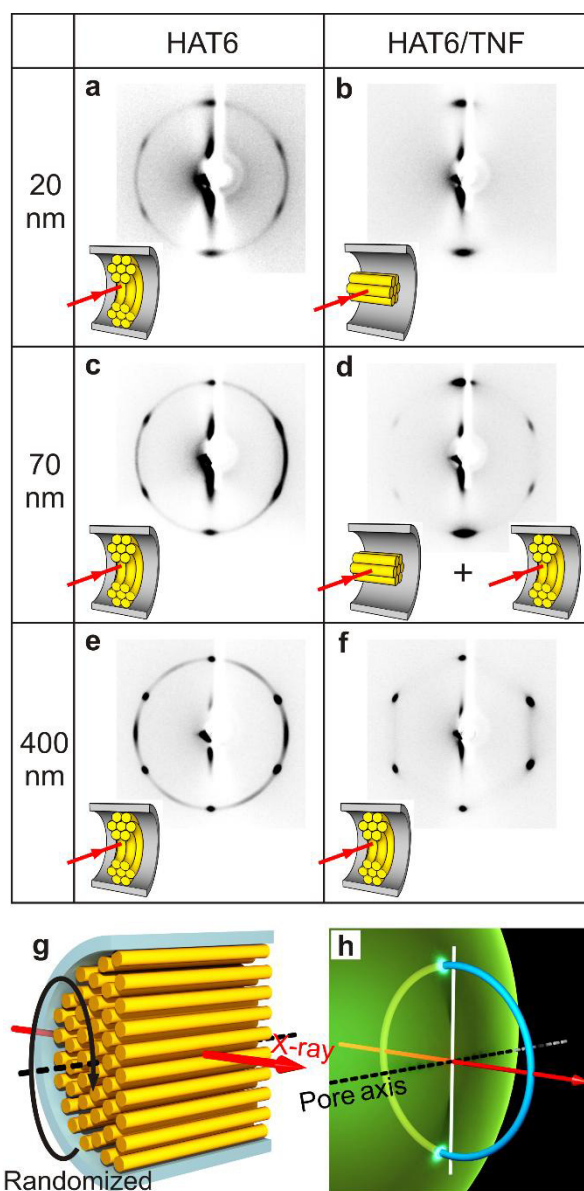 HAT6
HAT6/TNF
20
nm
a
b
70
nm
c
d
+
400
nm
e
f
g
X-ray
Randomized
h
Pore axis